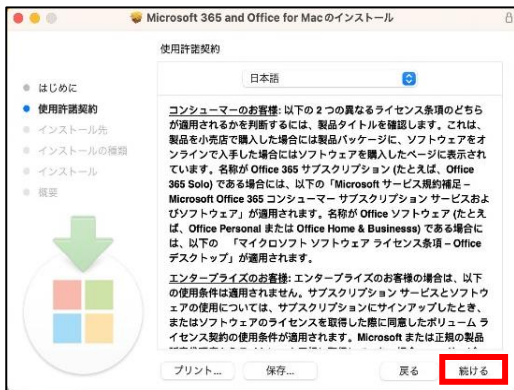 Microsoft 365 and Office for Mac のインストール
使用許諾契約
日本語
はじめに
使用許諾契約
インストール先
インストールの種類
インストール
概要
コンシューマーのお客様: 以下の 2 つの異なるライセンス条項のどちら
が適用されるかを判断するには、製品タイトルを確認します。これは、
製品を小売店で購入した場合には製品パッケージに、ソフトウェアをオ
ンラインで入手した場合にはソフトウェアを購入したページに表示され
ています。名称が Office 365 サブスクリプション (たとえば、Office
365 Solo) である場合には、以下の「Microsoft サービス規約補足 –
Microsoft Office 365 コンシューマー サブスクリプション サービスおよ
びソフトウェア」が適用されます。名称が Office ソフトウェア (たとえ
ば、Office Personal または Office Home & Businesss) である場合に
は、以下の 「マイクロソフト ソフトウェア ライセンス条項 – Office
デスクトップ」が適用されます。
エンタープライズのお客様: エンタープライズのお客様の場合は、以下
の使用条件は適用されません。サブスクリプション サービスとソフトウ
ェアの使用については、サブスクリプションにサインアップしたとき、
またはソフトウェアのライセンスを取得した際に同意したボリューム ラ
イセンス契約の使用条件が適用されます。Microsoft または正規の製品
プリント...
保存...
戻る
続ける